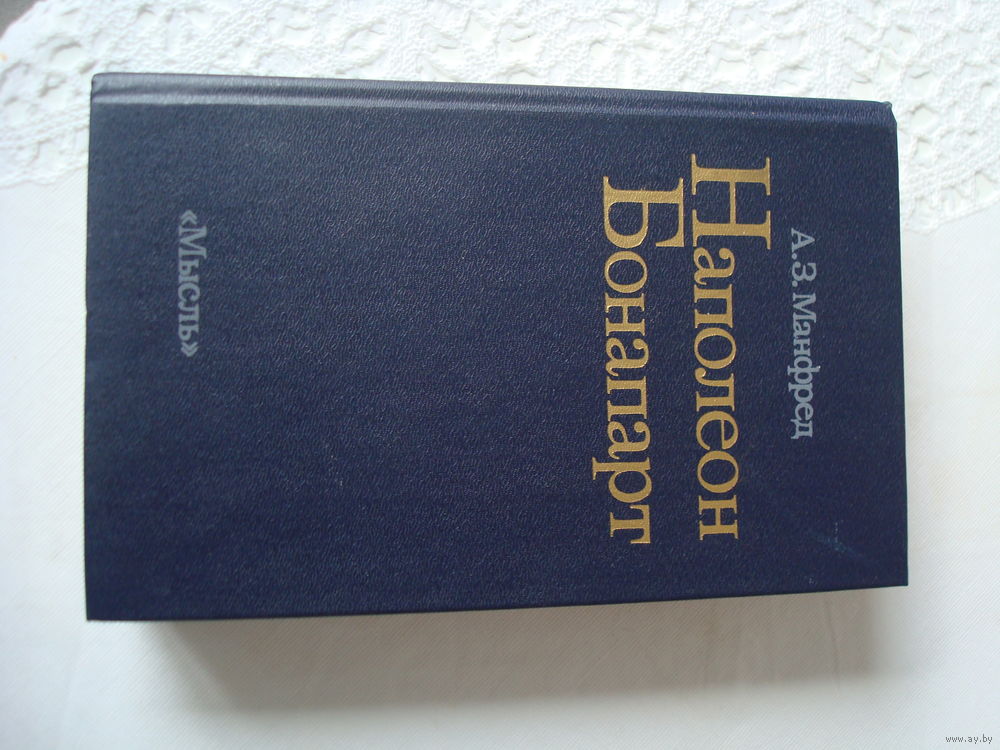 А.З. Манфред
Наполеон
Бонапарт
«Мысль»
www.ay.by